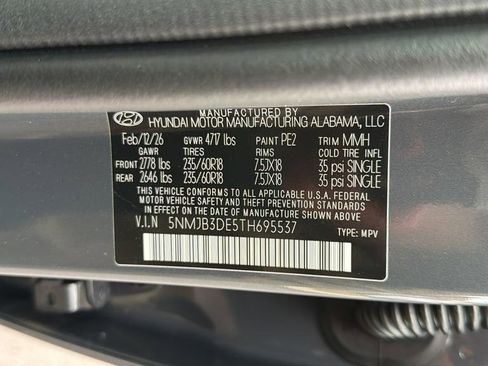 MANUFACTURED BY
HYUNDAI MOTOR MANUFACTURING ALABAMA, LLC
Feb/12/26 GVWR 4717 lbs PAINT PE2 TRIM MMH
GAWR TIRES RIMS COLD TIRE INFL.
FRONT 2778 lbs 235/60R18 7.5JX18 35 psi SINGLE
REAR 2646 lbs 235/60R18 7.5JX18 35 psi SINGLE
THIS VEHICLE CONFORMS TO ALL APPLICABLE U.S.A. FEDERAL
MOTOR VEHICLE SAFETY, BUMPER, AND THEFT PREVENTION
STANDARDS IN EFFECT ON THE DATE OF MANUFACTURE SHOWN ABOVE.
V.I.N 5NMJB3DE5TH695537
TYPE: MPV